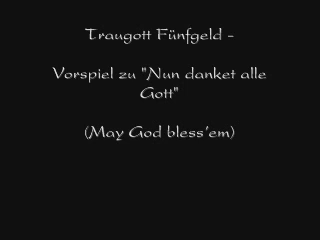 Traugott Fünfgeld -
Vorspiel zu "Nun danket alle
Gott"
(May God bless'em)